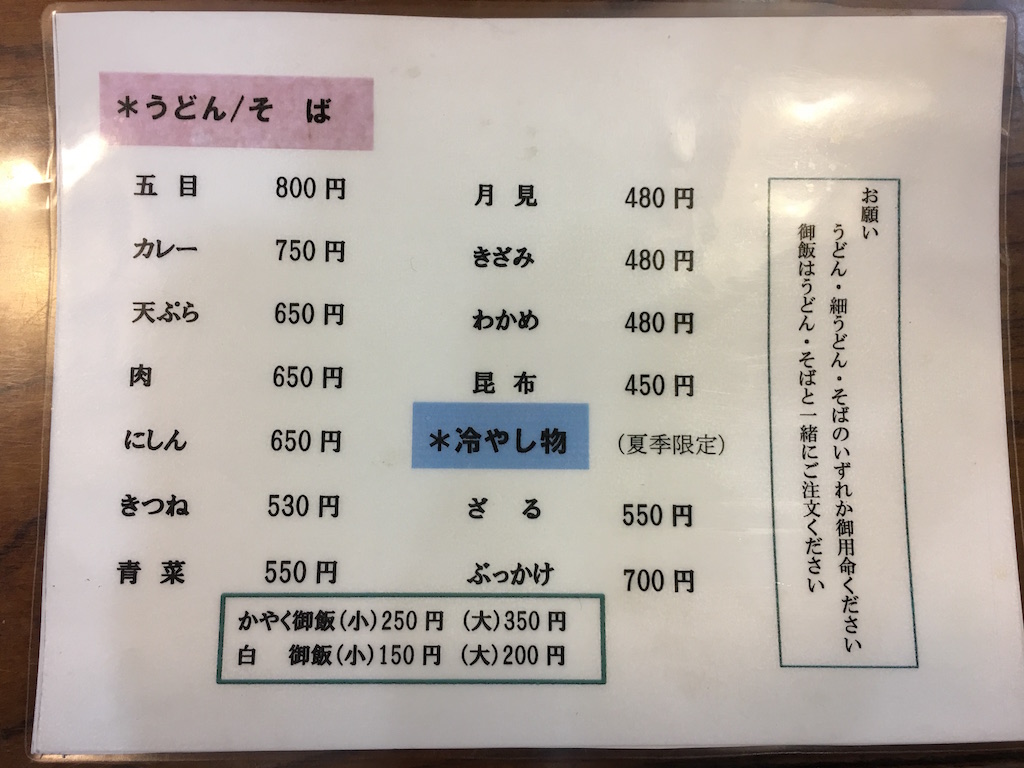 ＊うどん/そ　ば
五　目　800円
カレー　750円
天ぷら　650円
肉　650円
にしん　650円
きつね　530円
青　菜　550円
月　見　480円
きざみ　480円
わかめ　480円
昆　布　450円
＊冷やし物　(夏季限定)
ざ　る　550円
ぶっかけ　700円
かやく御飯(小)250円　(大)350円
白　御飯(小)150円　(大)200円
お願い
うどん・細うどん・そばのいずれか御用命ください
御飯はうどん・そばと一緒にご注文ください